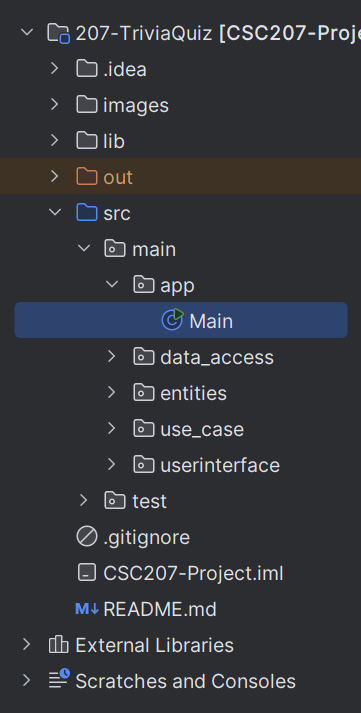 207-TriviaQuiz [CSC207-Proje
.idea
images
lib
out
src
main
app
Main
data_access
entities
use_case
userinterface
test
.gitignore
CSC207-Project.iml
M↓ README.md
External Libraries
Scratches and Consoles